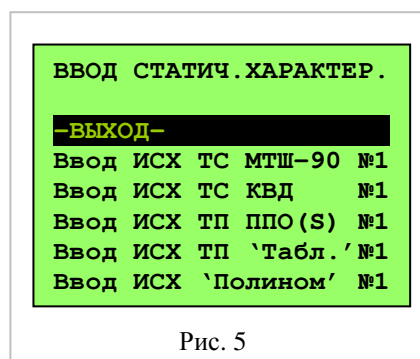 ВВОД СТАТИЧ.ХАРАКТЕР.
–ВЫХОД–
Ввод ИСХ ТС МТШ–90 №1
Ввод ИСХ ТС КВД №1
Ввод ИСХ ТП ППО(S) №1
Ввод ИСХ ТП ‘Табл.’№1
Ввод ИСХ ‘Полином’ №1
Рис. 5